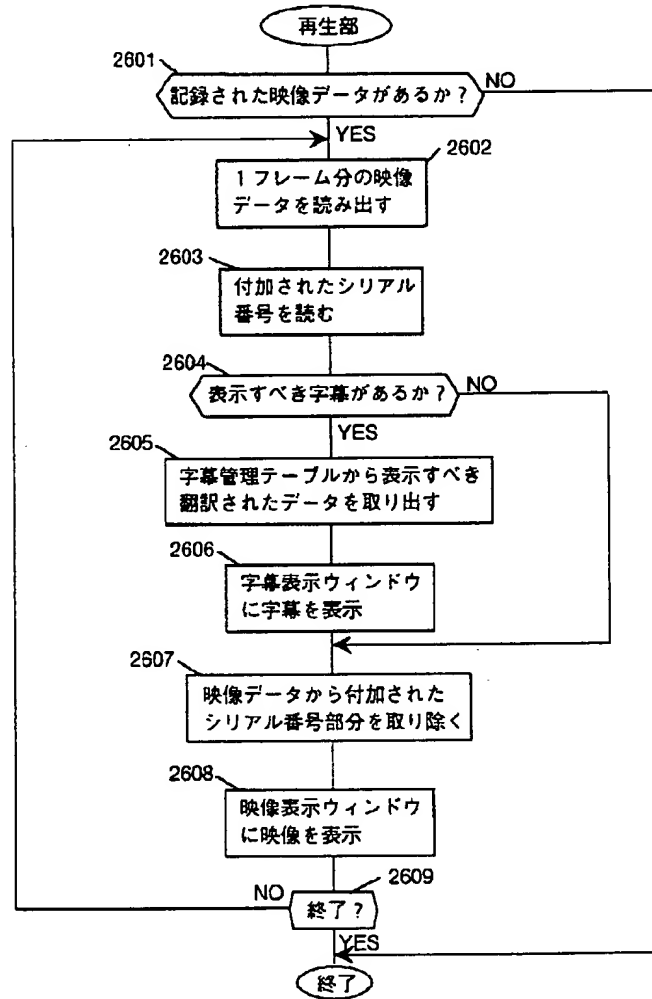 再生部
2601
記録された映像データがあるか?
NO
YES
2602
1フレーム分の映像
データを読み出す
2603
付加されたシリアル
番号を読む
2604
表示すべき字幕があるか?
NO
YES
2605
字幕管理テーブルから表示すべき
翻訳されたデータを取り出す
2606
字幕表示ウィンドウ
に字幕を表示
2607
映像データから付加された
シリアル番号部分を取り除く
2608
映像表示ウィンドウ
に映像を表示
2609
NO
終了?
YES
終了